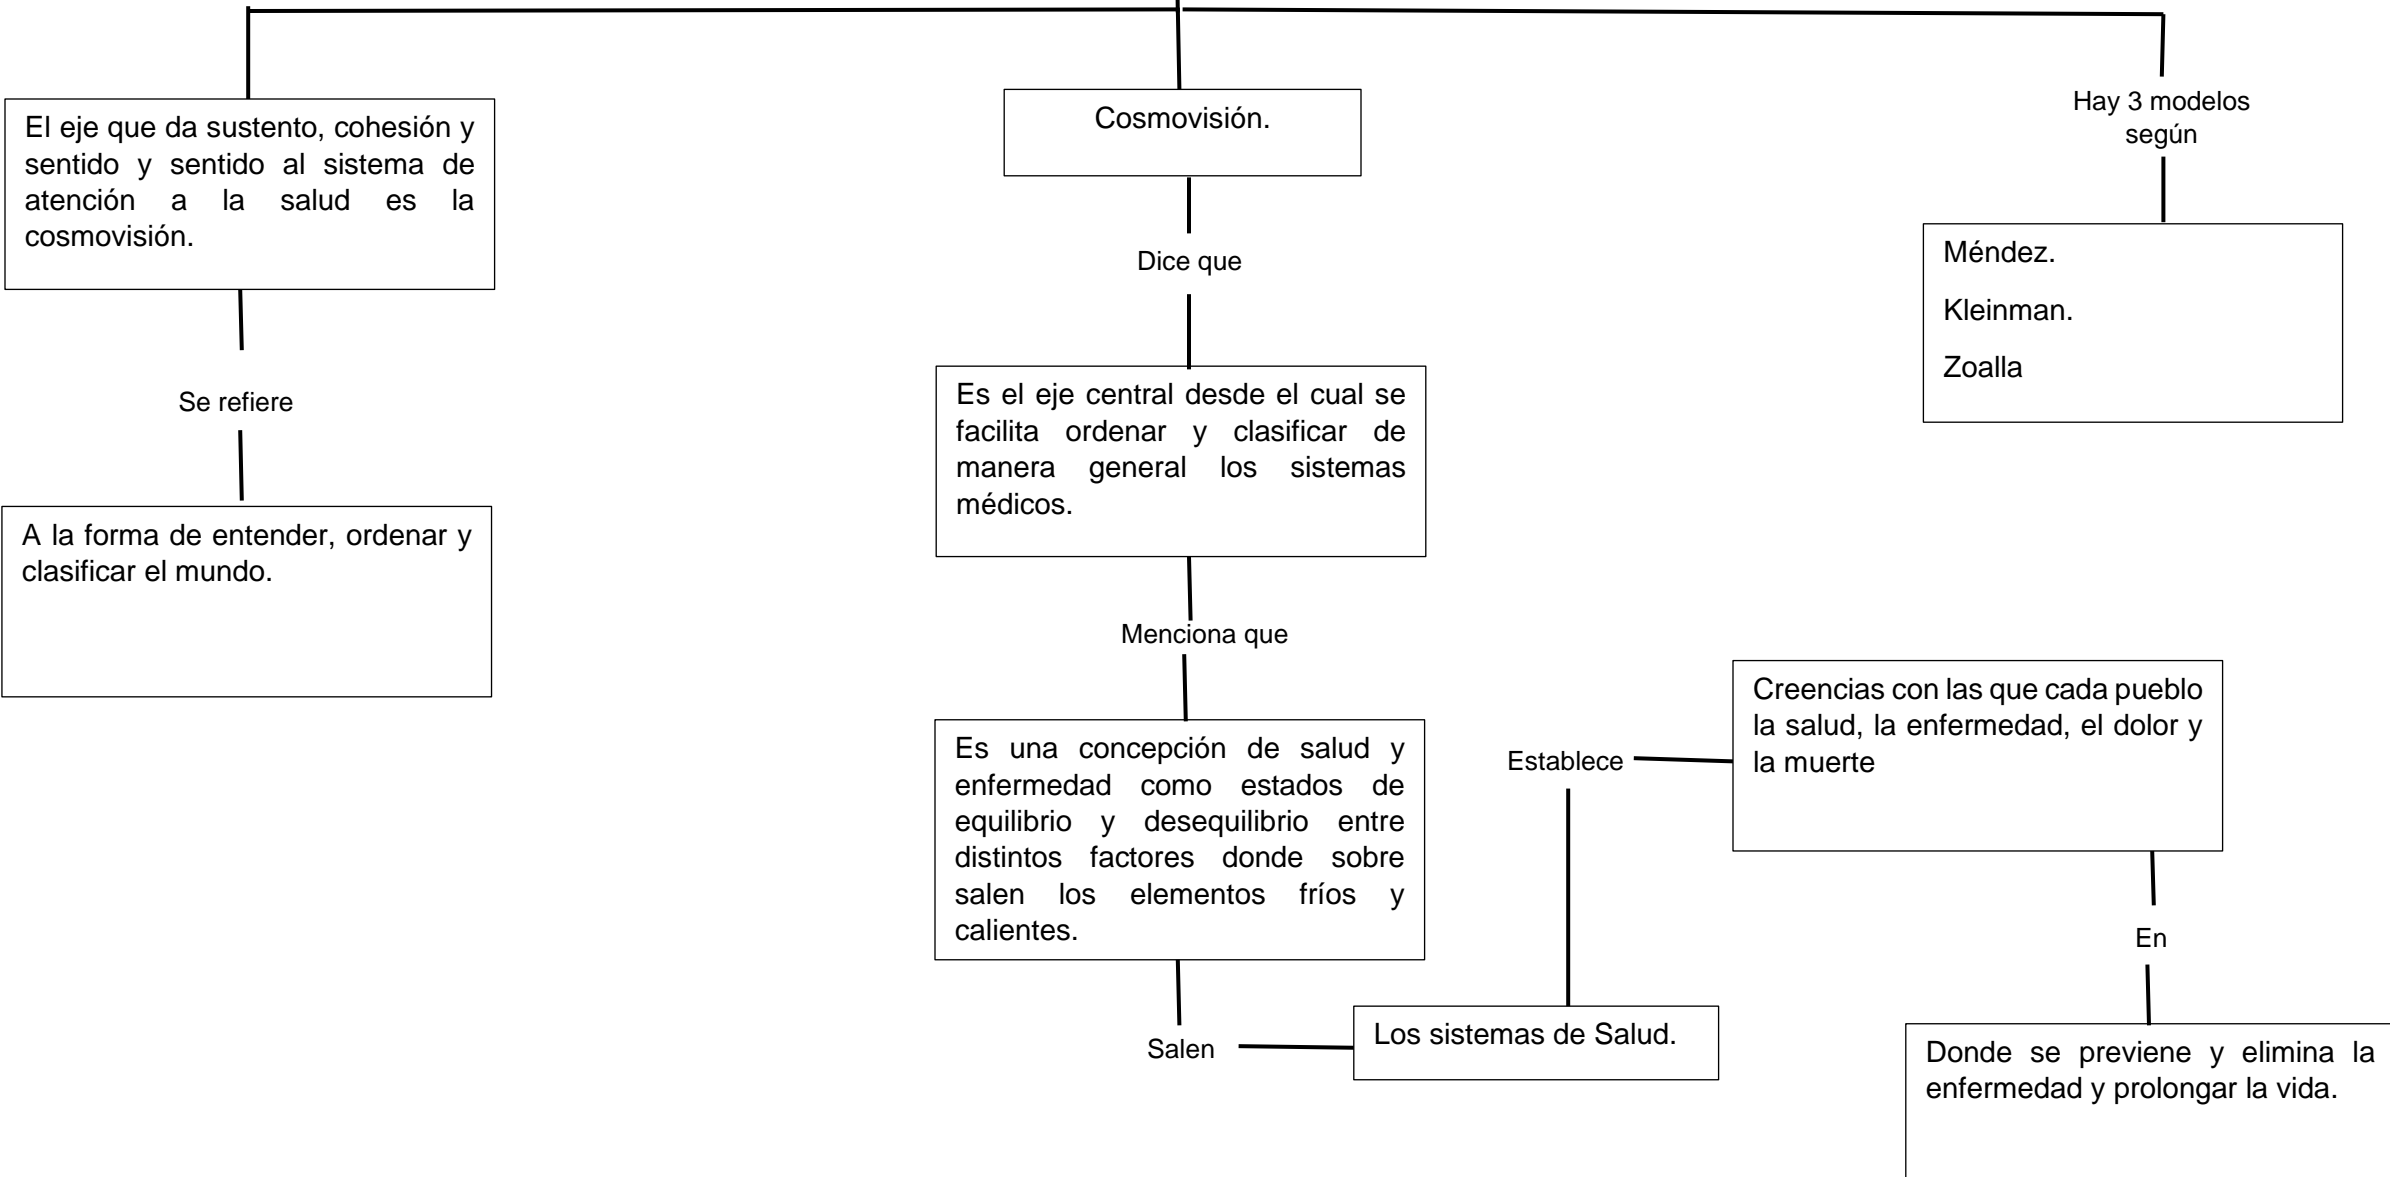 El eje que da sustento, cohesión y
sentido y sentido al sistema de
atención a la salud es la
cosmovisión.
Se refiere
A la forma de entender, ordenar y
clasificar el mundo.
Cosmovisión.
Dice que
Es el eje central desde el cual se
facilita ordenar y clasificar de
manera general los sistemas
médicos.
Menciona que
Es una concepción de salud y
enfermedad como estados de
equilibrio y desequilibrio entre
distintos factores donde sobre
salen los elementos fríos y
calientes.
Salen
Los sistemas de Salud.
Establece
Creencias con las que cada pueblo
la salud, la enfermedad, el dolor y
la muerte
En
Donde se previene y elimina la
enfermedad y prolongar la vida.
Hay 3 modelos
según
Méndez.
Kleinman.
Zoalla